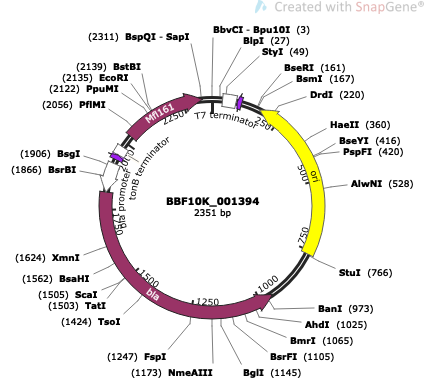 Created with SnapGene®
BbvCI - Bpu10I (3)
BlpI (27)
StyI (49)
BseRI (161)
BsmI (167)
DrdI (220)
HaeII (360)
BseYI (416)
PspFI (420)
AlwNI (528)
StuI (766)
BanI (973)
AhdI (1025)
BmrI (1065)
BsrFI (1105)
BglI (1145)
(1173) NmeAIII
(1247) FspI
(1424) TsoI
(1503) TatI
(1505) ScaI
(1562) BsaHI
(1624) XmnI
(1866) BsrBI
(1906) BsgI
(2056) PflMI
(2122) PpuMI
(2135) EcoRI
(2139) BstBI
(2311) BspQI - SapI
T7 terminator
250
ori
500
750
1000
1250
1500
bla
1750
bla promoter
2000
tonB terminator
Mfl161
2250
BBF10K_001394
2351 bp